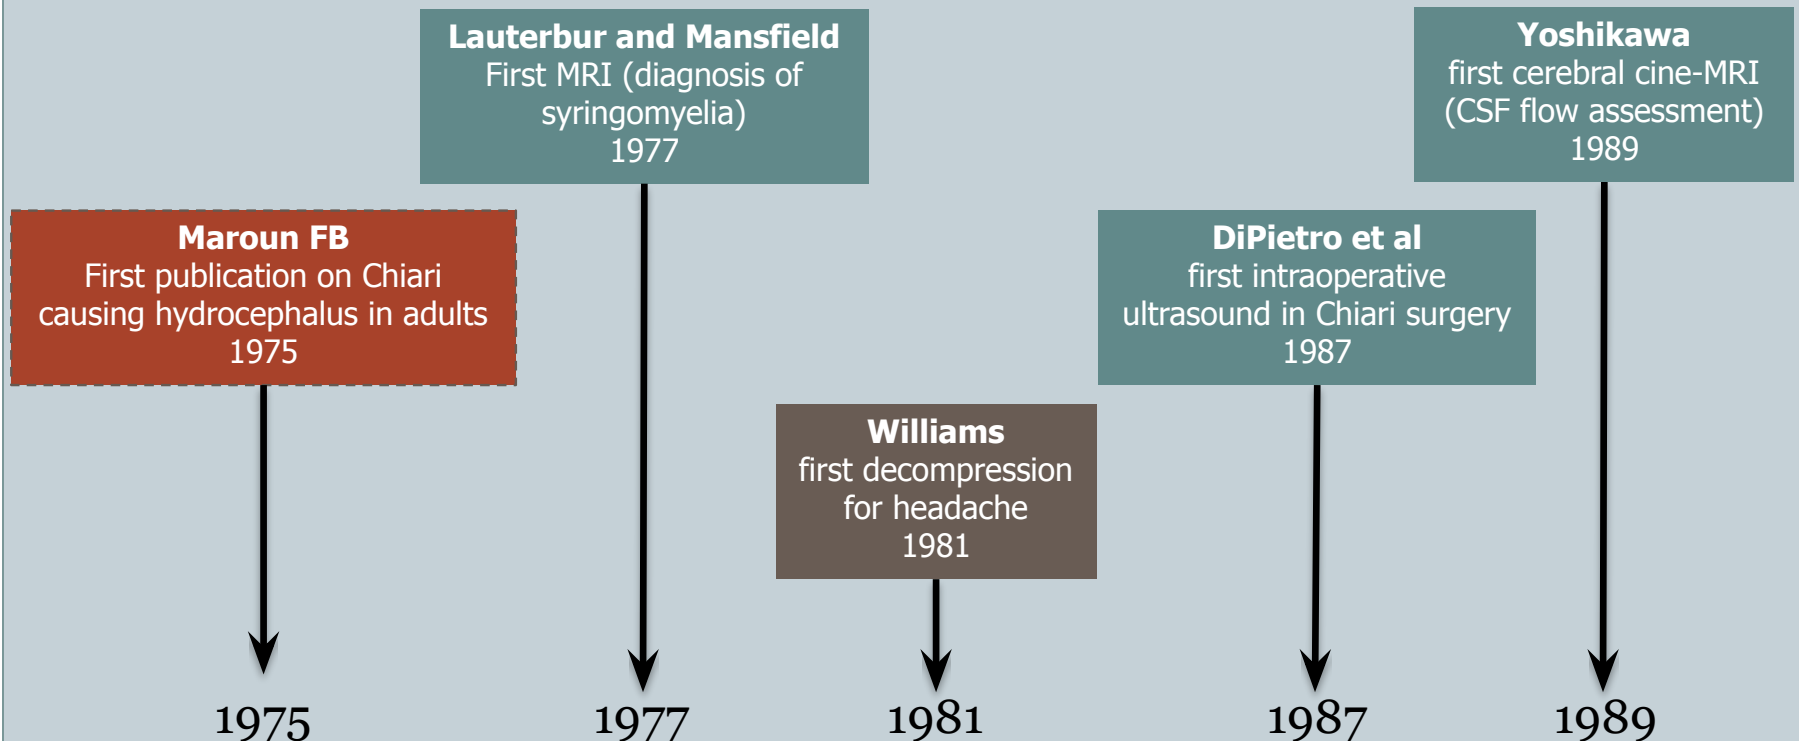 Maroun FB
First publication on Chiari
causing hydrocephalus in adults
1975
Lauterbur and Mansfield
First MRI (diagnosis of
syringomyelia)
1977
Williams
first decompression
for headache
1981
DiPietro et al
first intraoperative
ultrasound in Chiari surgery
1987
Yoshikawa
first cerebral cine-MRI
(CSF flow assessment)
1989
1975
1977
1981
1987
1989